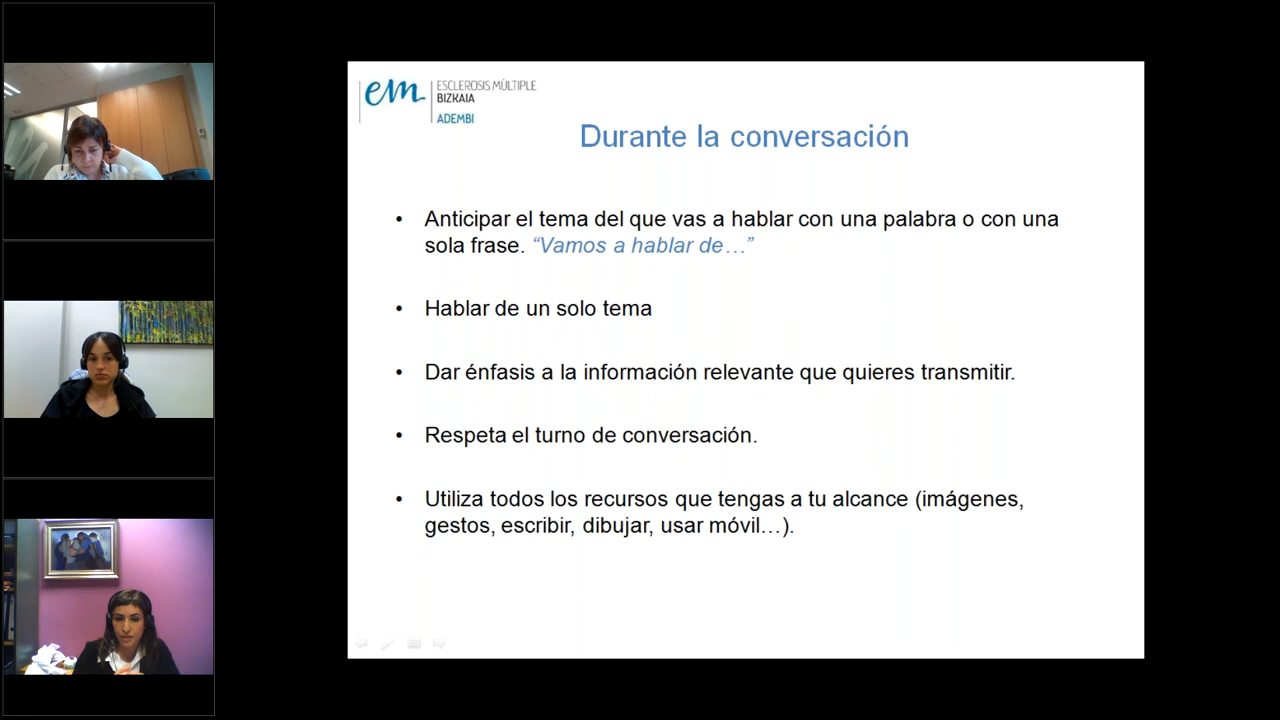 em
ESCLEROSIS MÚLTIPLE
BIZKAIA
ADEMBI
Durante la conversación
• Anticipar el tema del que vas a hablar con una palabra o con una
sola frase. “Vamos a hablar de…”
• Hablar de un solo tema
• Dar énfasis a la información relevante que quieres transmitir.
• Respeta el turno de conversación.
• Utiliza todos los recursos que tengas a tu alcance (imágenes,
gestos, escribir, dibujar, usar móvil…).